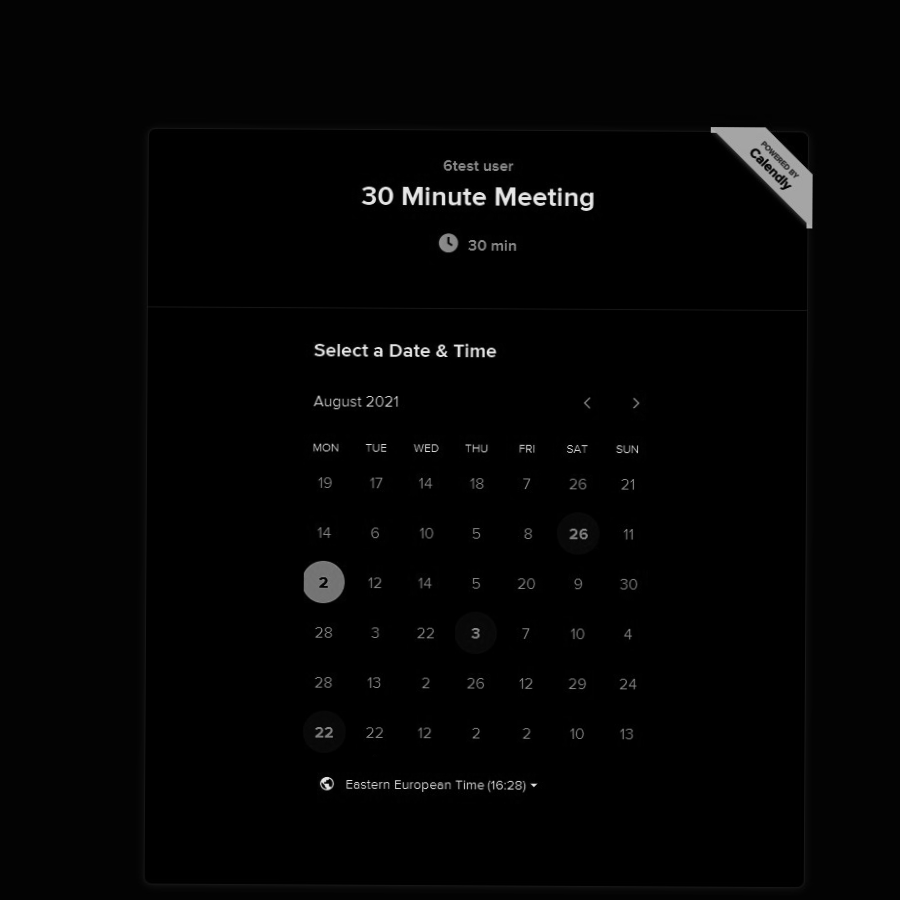 POWERED BY
Calendly
6test user
30 Minute Meeting
30 min
Select a Date & Time
August 2021
MON TUE WED THU FRI SAT SUN
19 17 14 18 7 26 21
14 6 10 5 8 26 11
2 12 14 5 20 9 30
28 3 22 3 7 10 4
28 13 2 26 12 29 24
22 22 12 2 2 10 13
Eastern European Time (16:28)